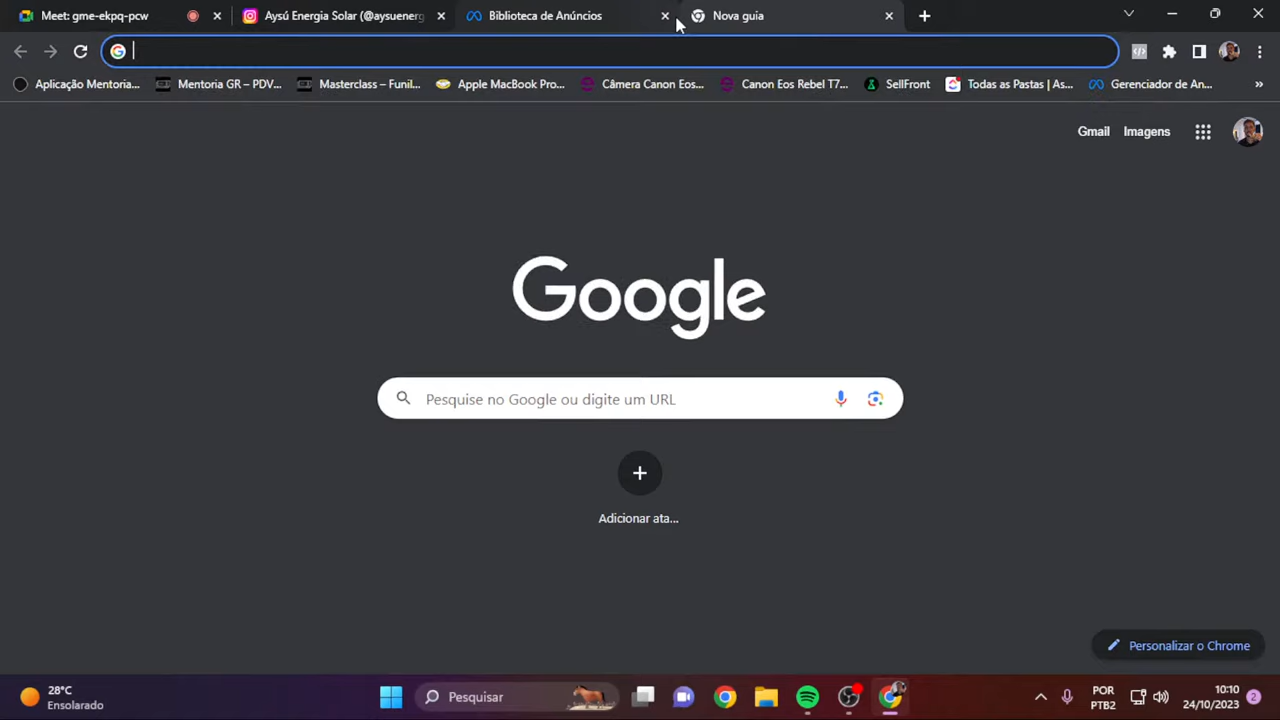 Meet: gme-ekpq-pcw
Aysú Energia Solar (@aysuenerg
Biblioteca de Anúncios
Nova guia
Aplicação Mentoria...
Mentoria GR – PDV...
Masterclass – Funil...
Apple MacBook Pro...
Câmera Canon Eos...
Canon Eos Rebel T7...
SellFront
Todas as Pastas | As...
Gerenciador de An...
»
Gmail
Imagens
Google
Pesquise no Google ou digite um URL
Adicionar ata...
Personalizar o Chrome
28°C
Ensolarado
Pesquisar
POR
PTB2
10:10
24/10/2023
2